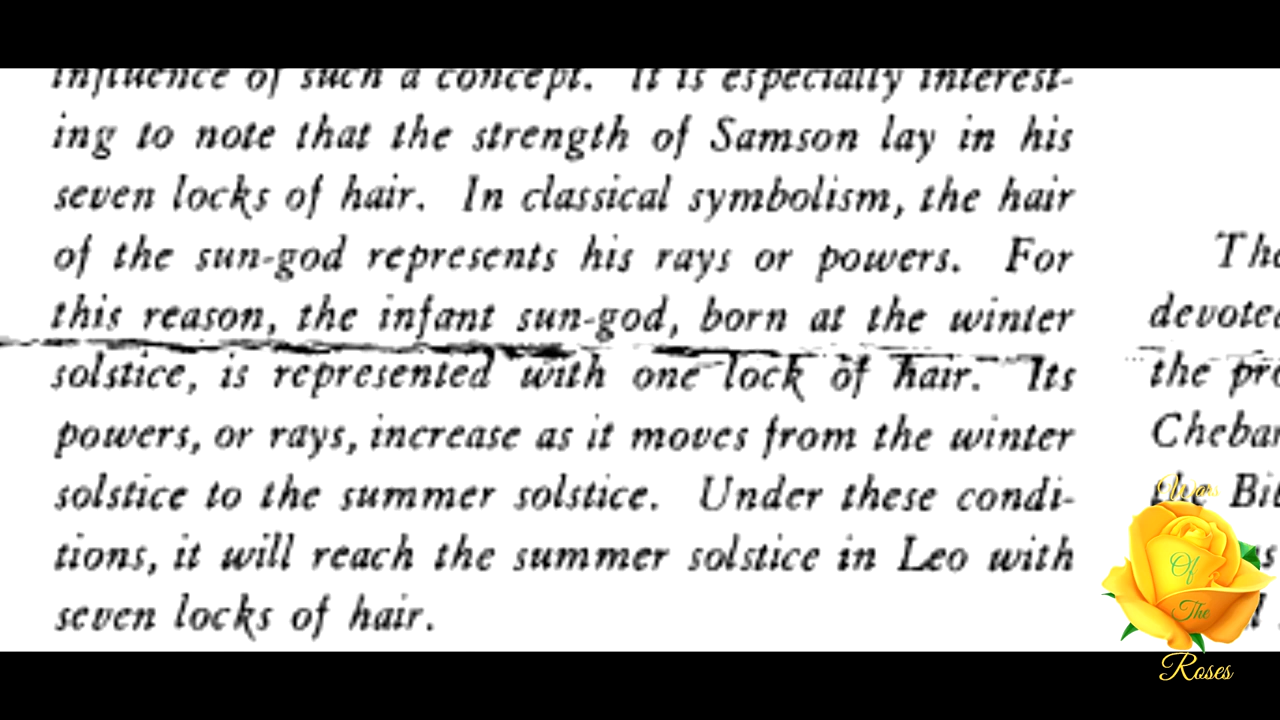 influence of such a concept. It is especially interest-
ing to note that the strength of Samson lay in his
seven locks of hair. In classical symbolism, the hair
of the sun-god represents his rays or powers. For
this reason, the infant sun-god, born at the winter
solstice, is represented with one lock of hair. Its
powers, or rays, increase as it moves from the winter
solstice to the summer solstice. Under these condi-
tions, it will reach the summer solstice in Leo with
seven locks of hair.
the
Wars
Of
The
Roses